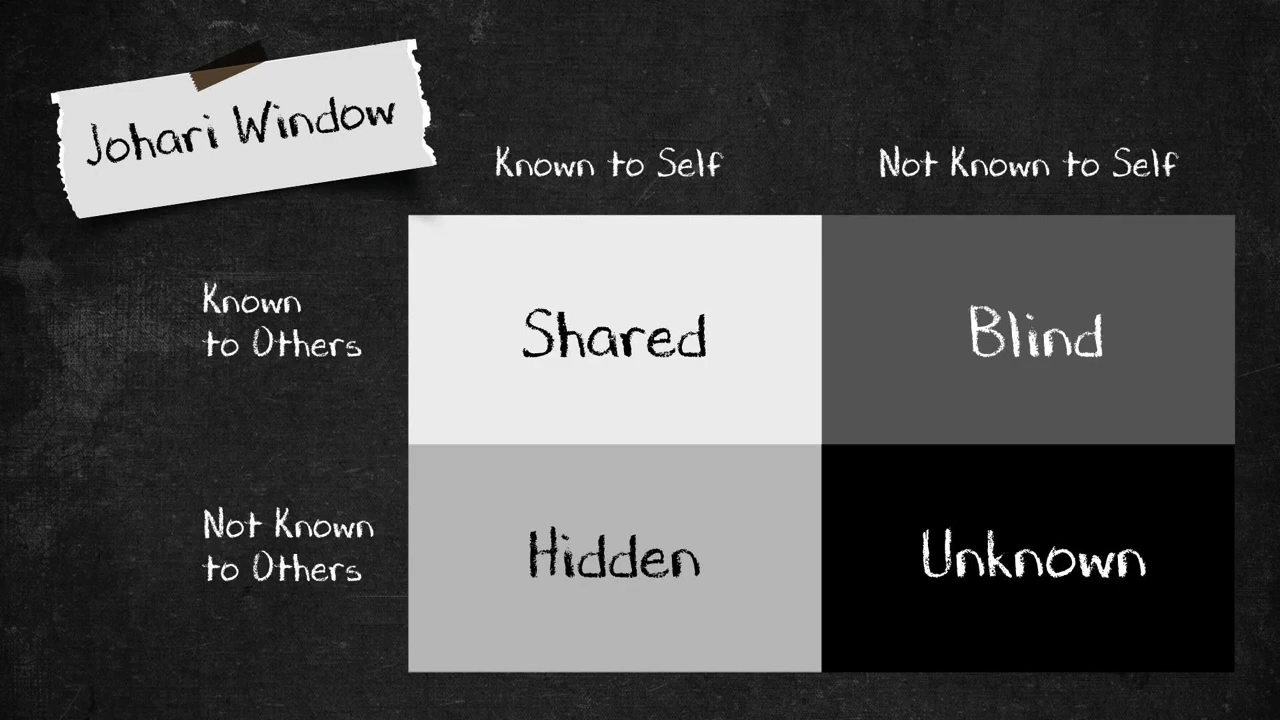 Johari Window
Known to Self
Not Known to Self
Known
to Others
Shared
Blind
Not Known
to Others
Hidden
Unknown